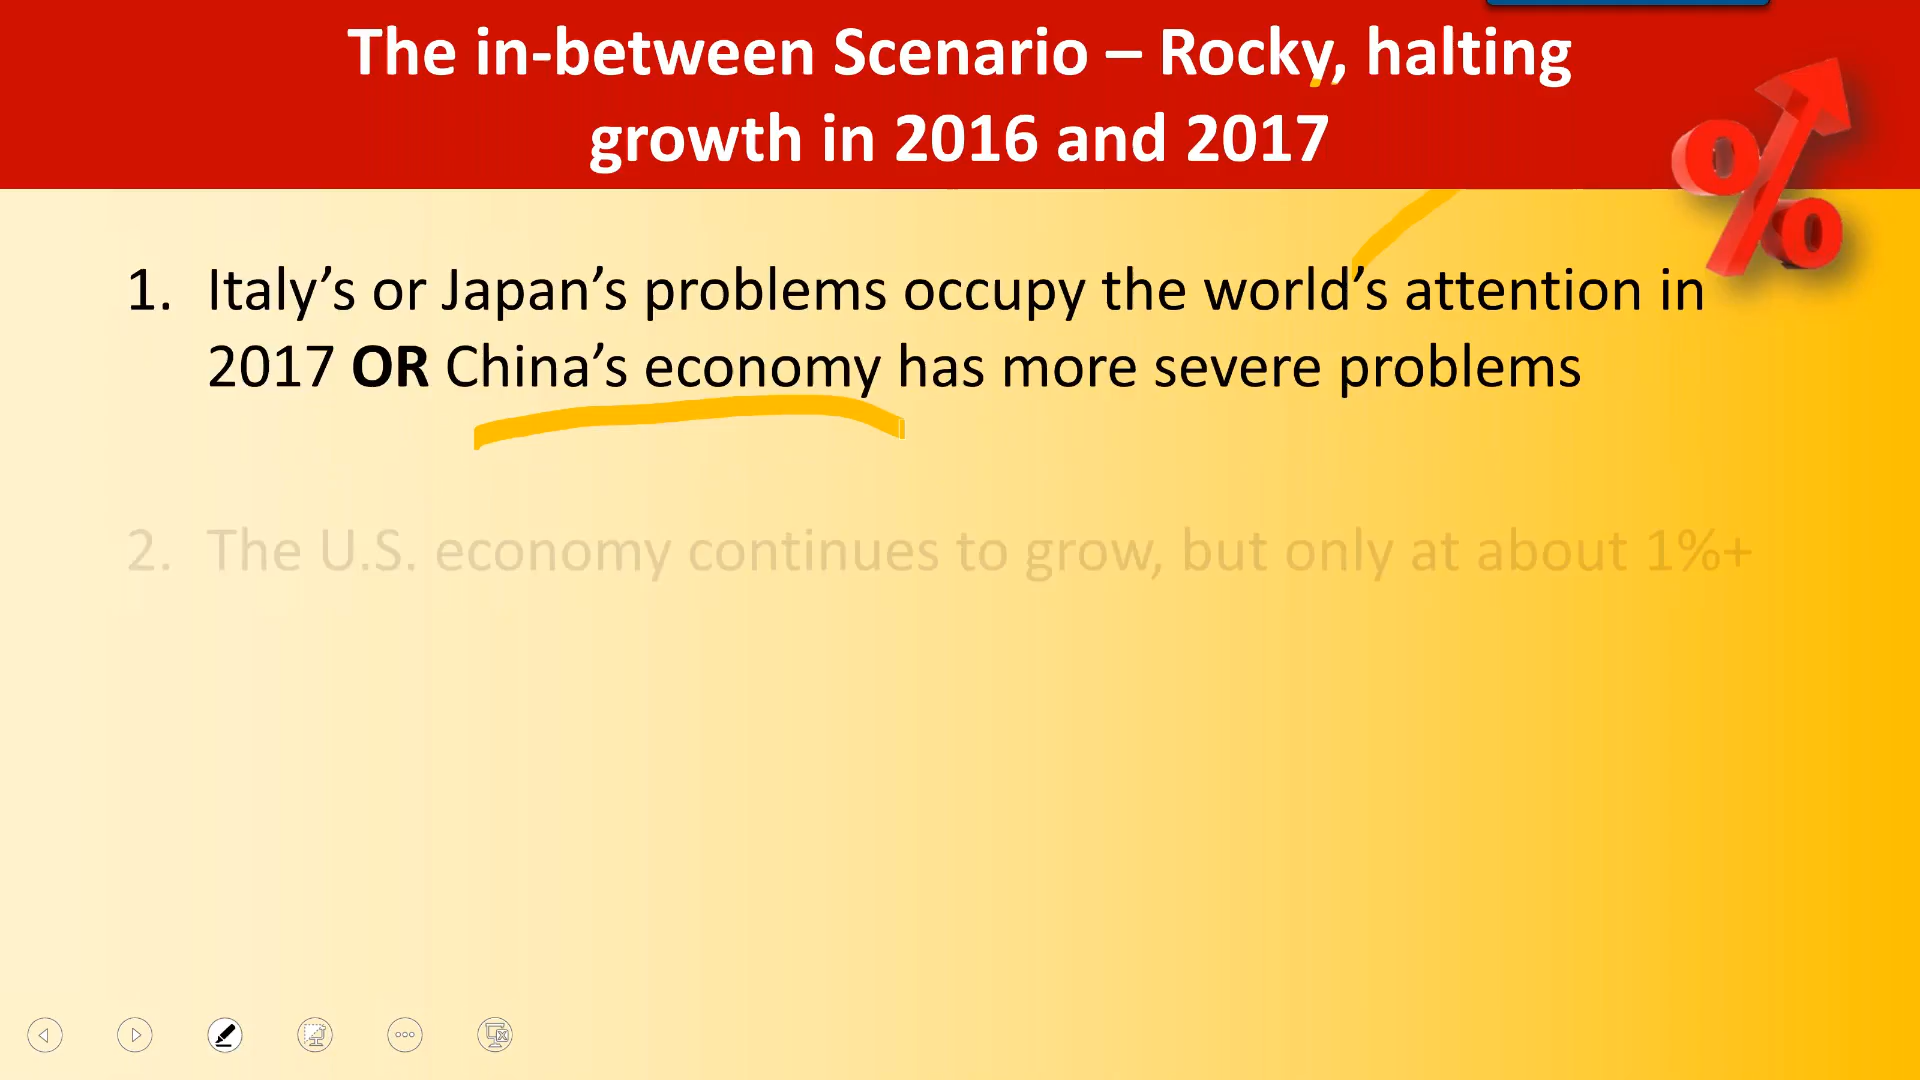 The in-between Scenario – Rocky, halting
growth in 2016 and 2017
1. Italy’s or Japan’s problems occupy the world’s attention in
2017 OR China’s economy has more severe problems
2. The U.S. economy continues to grow, but only at about 1%+